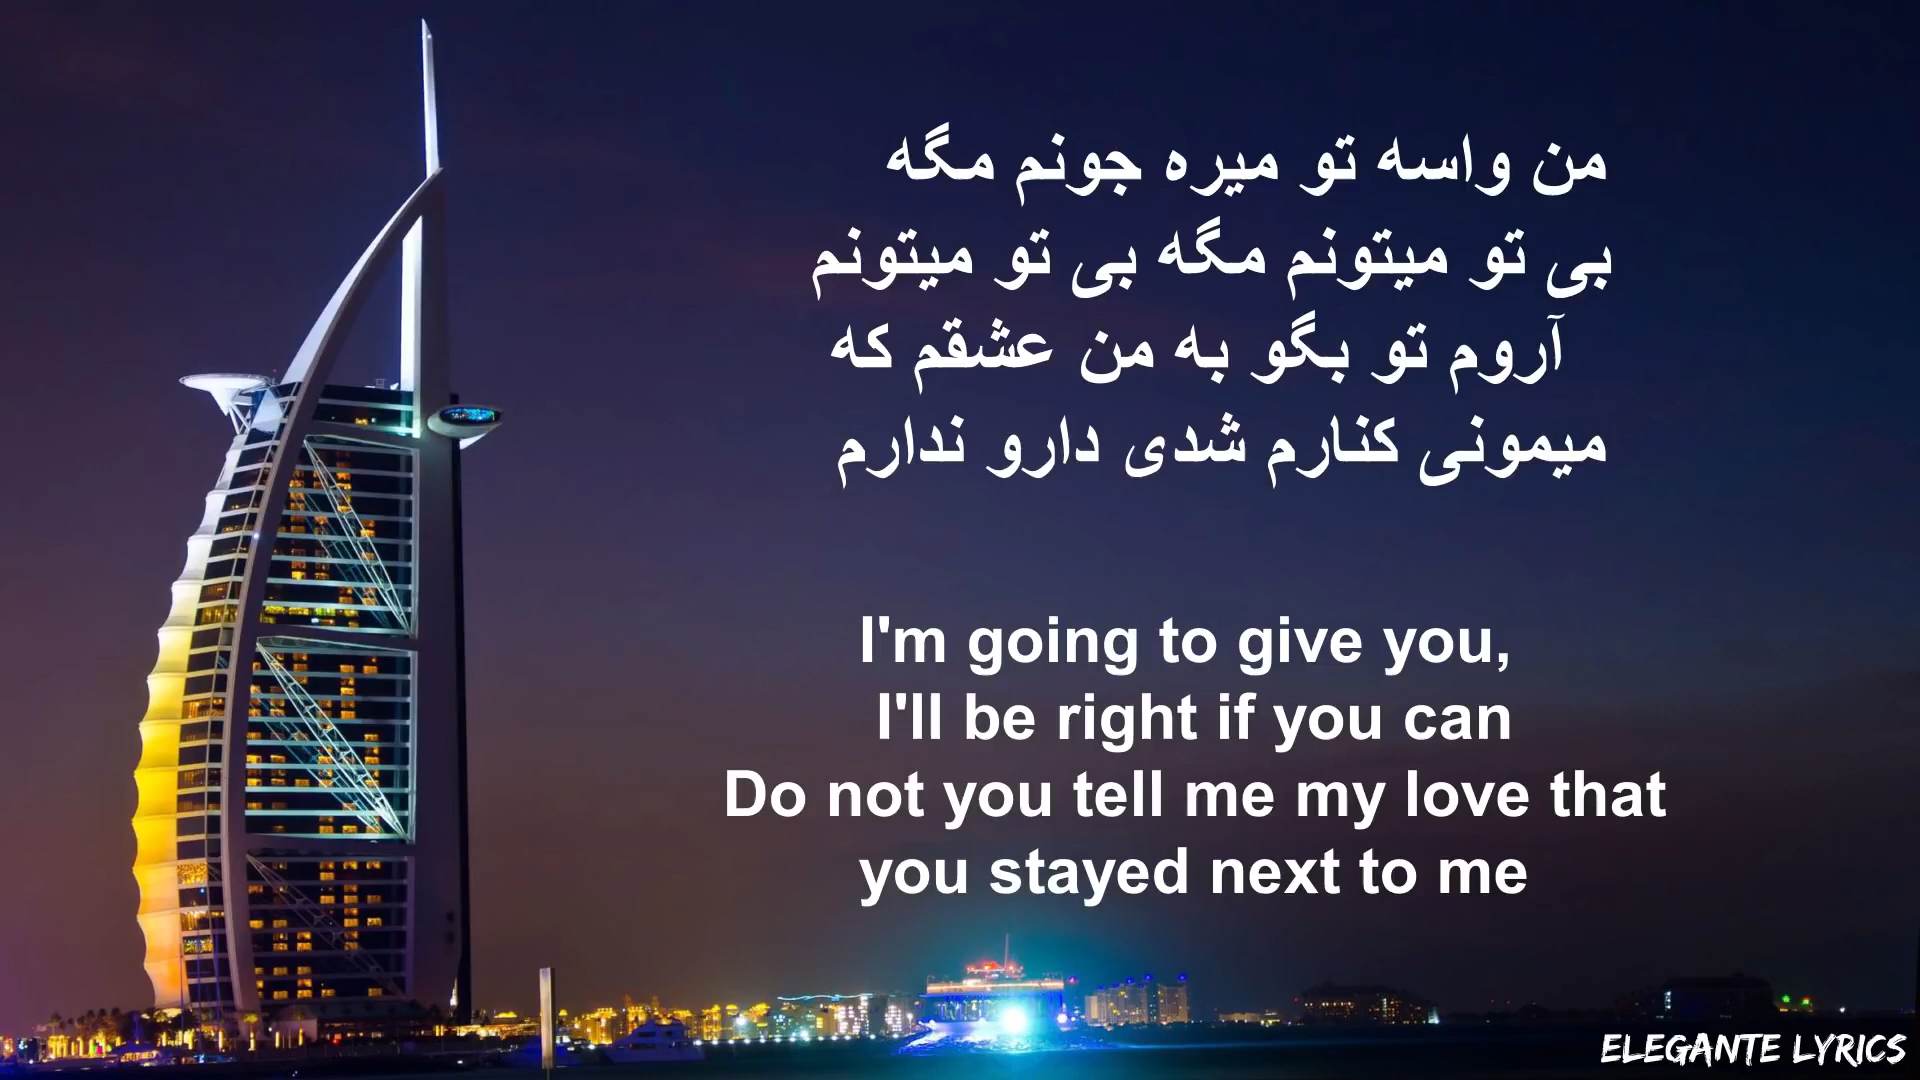 من واسه تو میره جونم مگه
بی تو میتونم مگه بی تو میتونم
آروم تو بگو به من عشقم که
میمونی کنارم شدی دارو ندارم
I'm going to give you,
I'll be right if you can
Do not you tell me my love that
you stayed next to me
ELEGANTE LYRICS